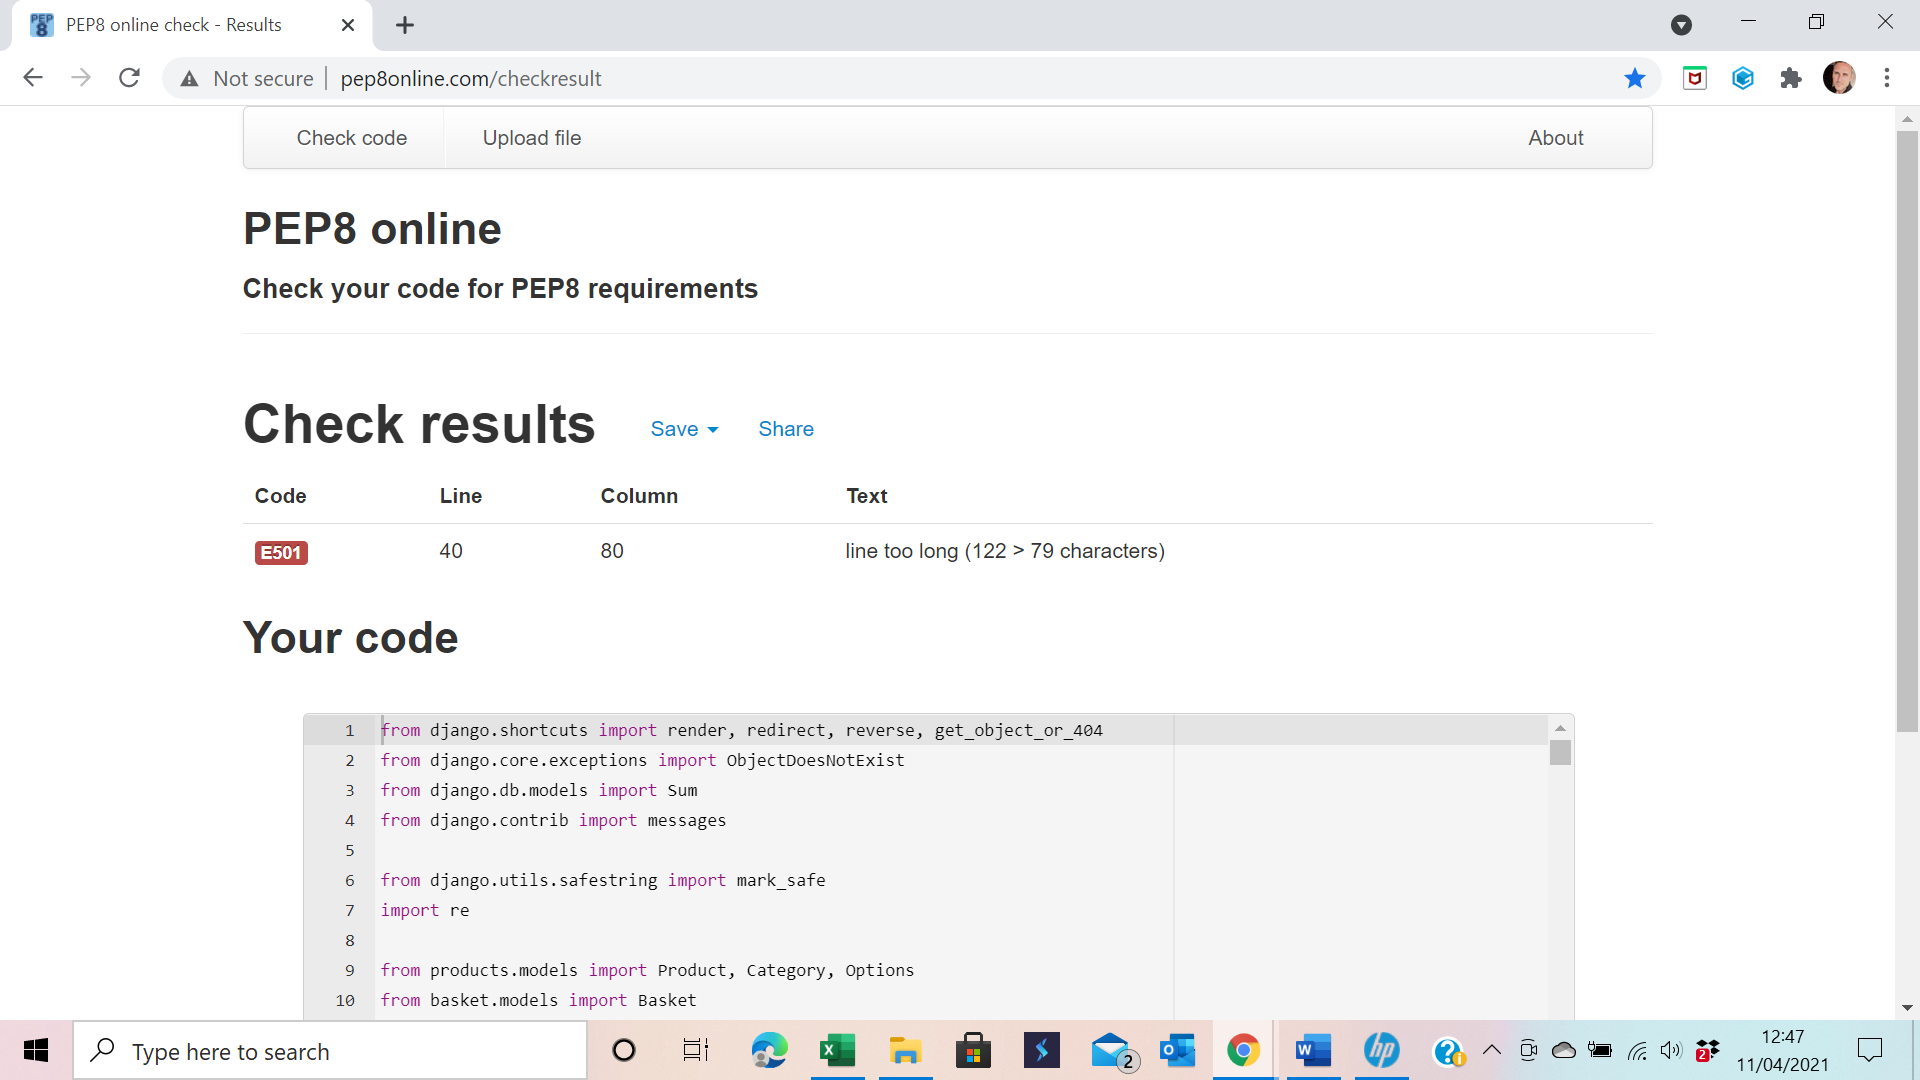 PEP8 online check - Results
Not secure | pep8online.com/checkresult
Check code Upload file About
PEP8 online
Check your code for PEP8 requirements
Check results Save Share
Code Line Column Text
E501 40 80 line too long (122 > 79 characters)
Your code
1 from django.shortcuts import render, redirect, reverse, get_object_or_404
2 from django.core.exceptions import ObjectDoesNotExist
3 from django.db.models import Sum
4 from django.contrib import messages
5
6 from django.utils.safestring import mark_safe
7 import re
8
9 from products.models import Product, Category, Options
10 from basket.models import Basket
Type here to search
2
2
12:47
11/04/2021